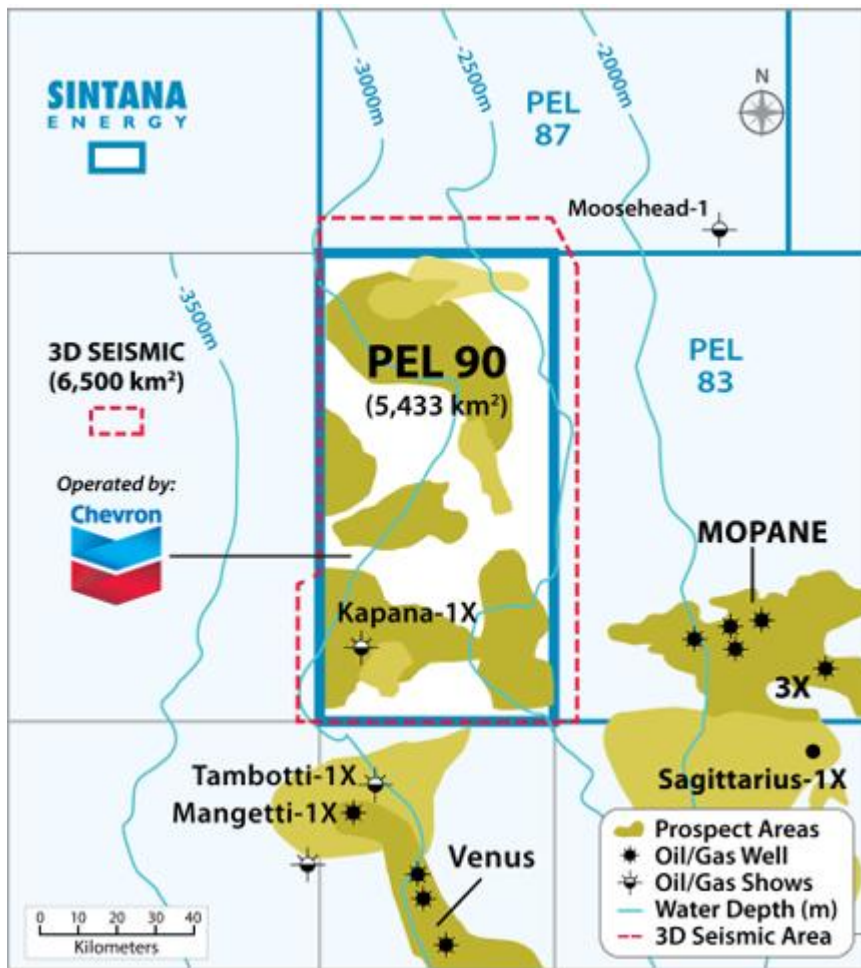 SINTANA
ENERGY
-3000m
-2500m
-2000m
PEL
87
N
Moosehead-1
-3500m
3D SEISMIC
(6,500 km²)
PEL 90
(5,433 km²)
PEL
83
Operated by:
Chevron
MOPANE
Kapana-1X
3X
Tambotti-1X
Mangetti-1X
Sagittarius-1X
Venus
Prospect Areas
Oil/Gas Well
Oil/Gas Shows
Water Depth (m)
3D Seismic Area
0 10 20 30 40
Kilometers